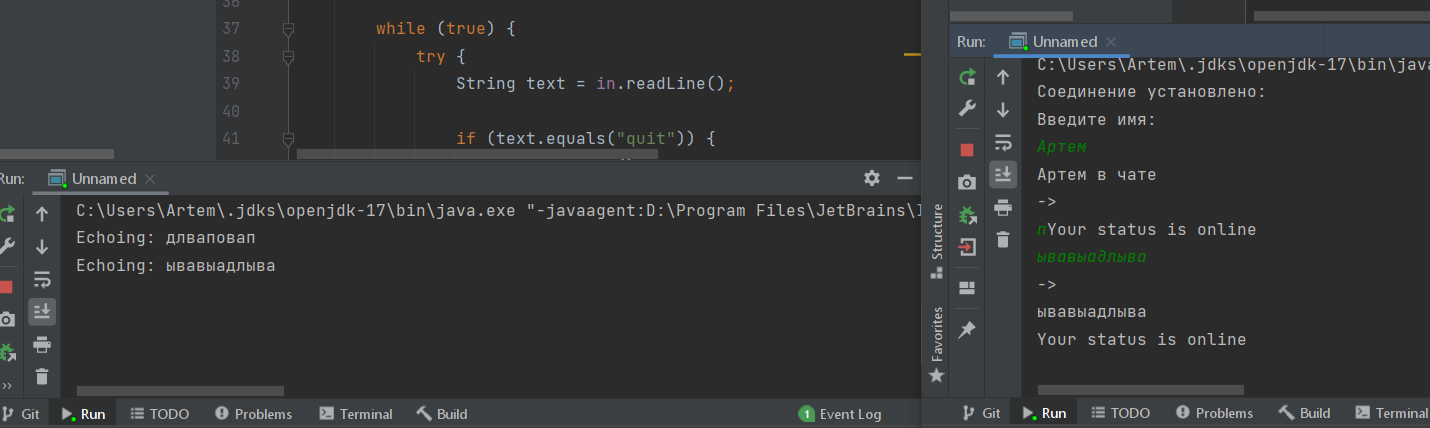 36
37 while (true) {
38 try {
39 String text = in.readLine();
40
41 if (text.equals("quit")) {
Run: Unnamed
C:\Users\Artem\.jdks\openjdk-17\bin\java.exe "-javaagent:D:\Program Files\JetBrains\I
Echoing: длваповап
Echoing: ывавыадлыва
Git Run TODO Problems Terminal Build 1 Event Log
Run: Unnamed
C:\Users\Artem\.jdks\openjdk-17\bin\java
Соединение установлено:
Введите имя:
Артем
Артем в чате
->
пYour status is online
ывавыадлыва
->
ывавыадлыва
Your status is online
Structure
Favorites
Git Run TODO Problems Build Terminal